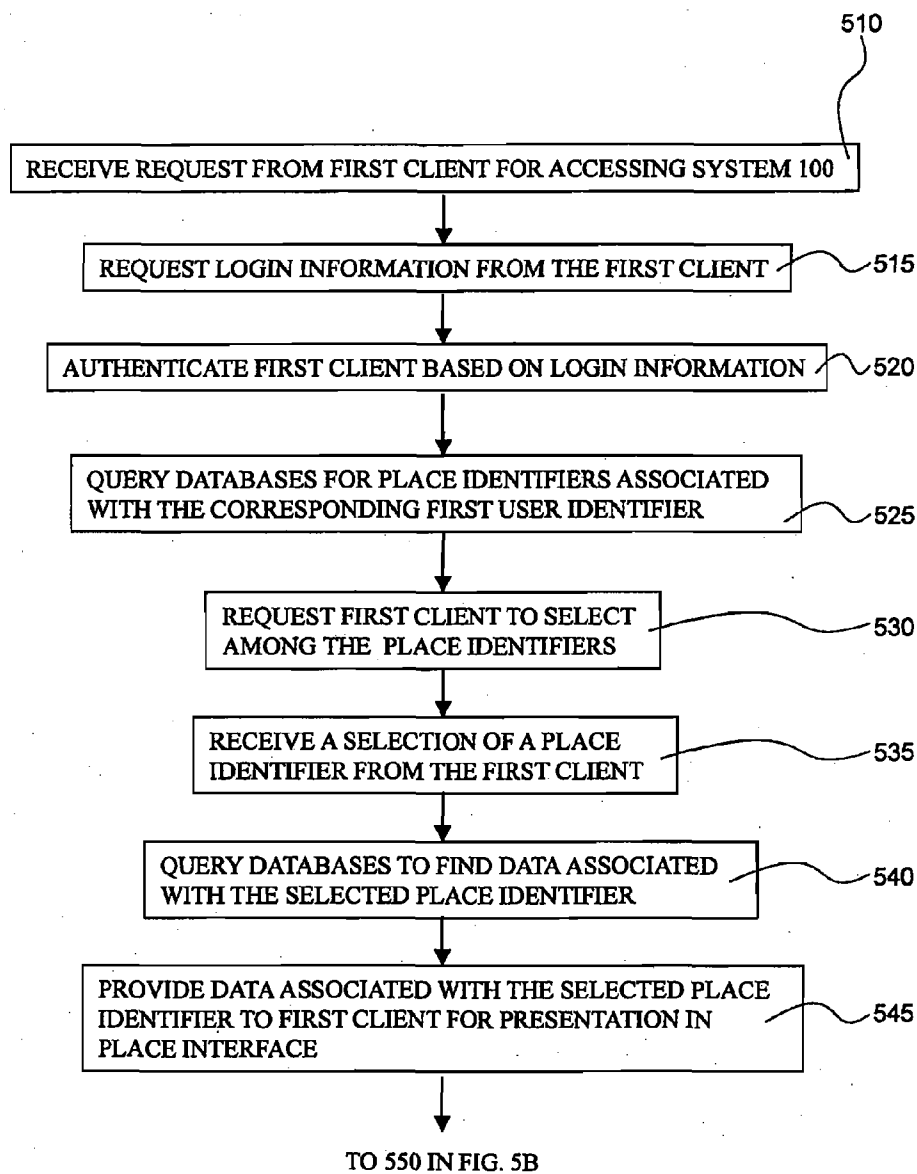 510
RECEIVE REQUEST FROM FIRST CLIENT FOR ACCESSING SYSTEM 100
REQUEST LOGIN INFORMATION FROM THE FIRST CLIENT
515
AUTHENTICATE FIRST CLIENT BASED ON LOGIN INFORMATION
520
QUERY DATABASES FOR PLACE IDENTIFIERS ASSOCIATED
WITH THE CORRESPONDING FIRST USER IDENTIFIER
525
REQUEST FIRST CLIENT TO SELECT
AMONG THE PLACE IDENTIFIERS
530
RECEIVE A SELECTION OF A PLACE
IDENTIFIER FROM THE FIRST CLIENT
535
QUERY DATABASES TO FIND DATA ASSOCIATED
WITH THE SELECTED PLACE IDENTIFIER
540
PROVIDE DATA ASSOCIATED WITH THE SELECTED PLACE
IDENTIFIER TO FIRST CLIENT FOR PRESENTATION IN
PLACE INTERFACE
545
TO 550 IN FIG. 5B